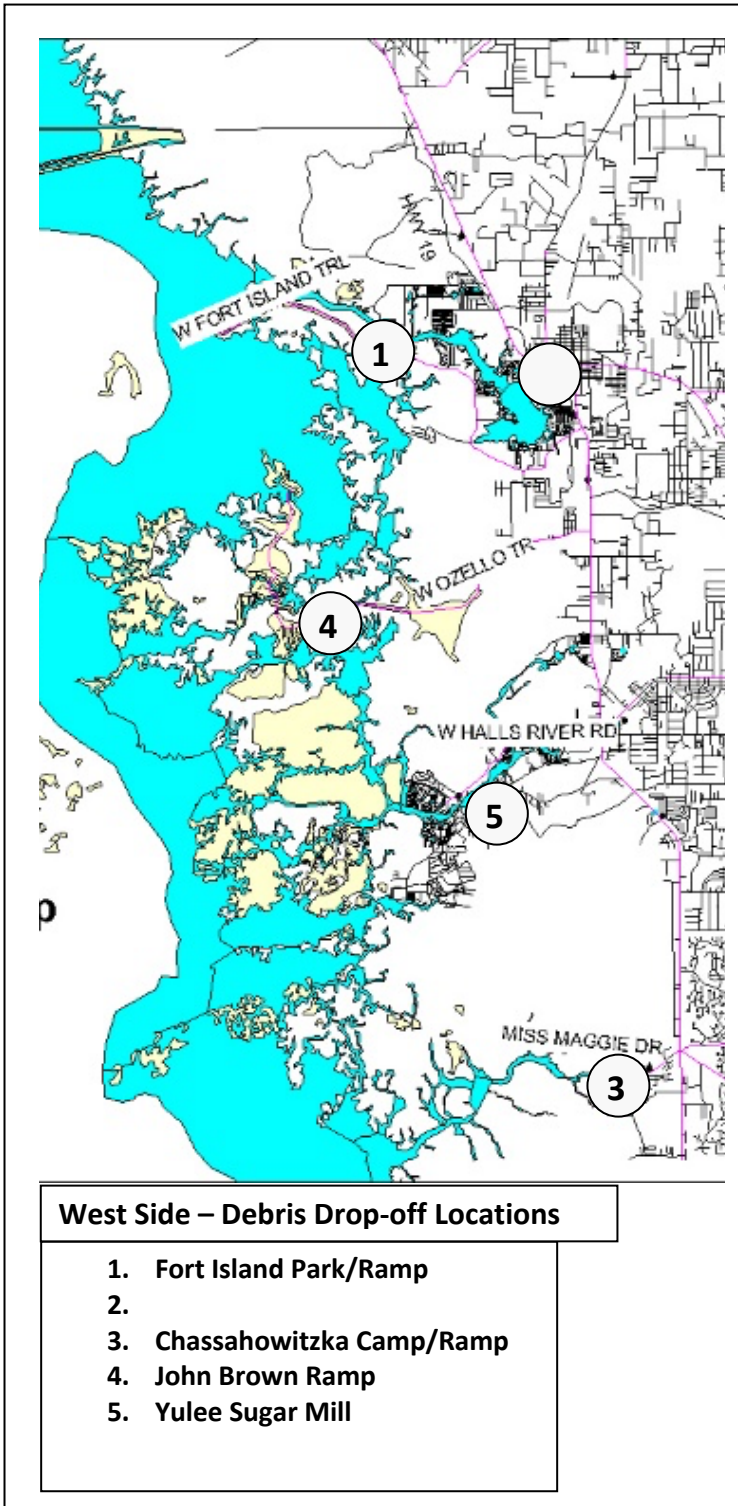 HWY 19
W FORT ISLAND TRL
1
W OZELLO TR
4
W HALLS RIVER RD
5
p
MISS MAGGIE DR
3
West Side – Debris Drop-off Locations
1. Fort Island Park/Ramp
2.
3. Chassahowitzka Camp/Ramp
4. John Brown Ramp
5. Yulee Sugar Mill